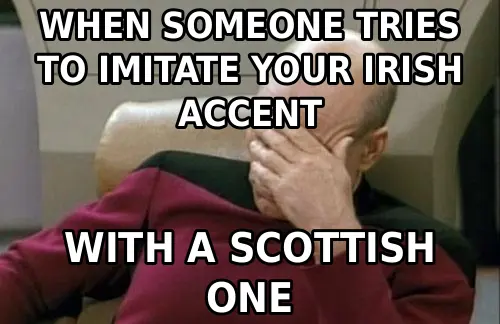 WHEN SOMEONE TRIES
TO IMITATE YOUR IRISH
ACCENT
WITH A SCOTTISH
ONE